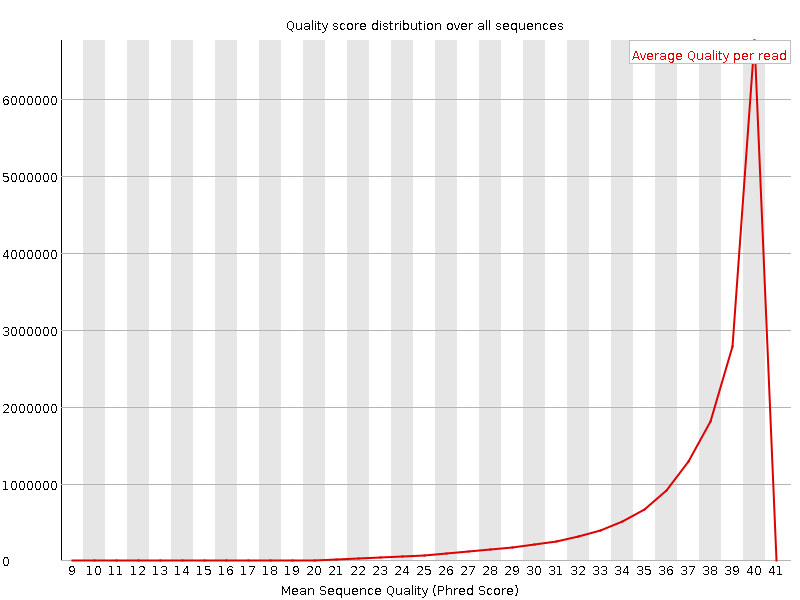 Quality score distribution over all sequences
Average Quality per read
6000000
5000000
4000000
3000000
2000000
1000000
0
9 10 11 12 13 14 15 16 17 18 19 20 21 22 23 24 25 26 27 28 29 30 31 32 33 34 35 36 37 38 39 40 41
Mean Sequence Quality (Phred Score)